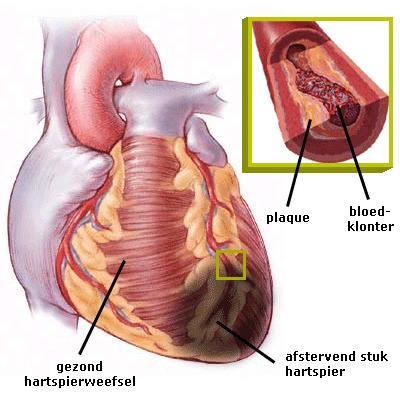 plaque
bloed-
klonter
gezond
hartspierweefsel
afstervend stuk
hartspier